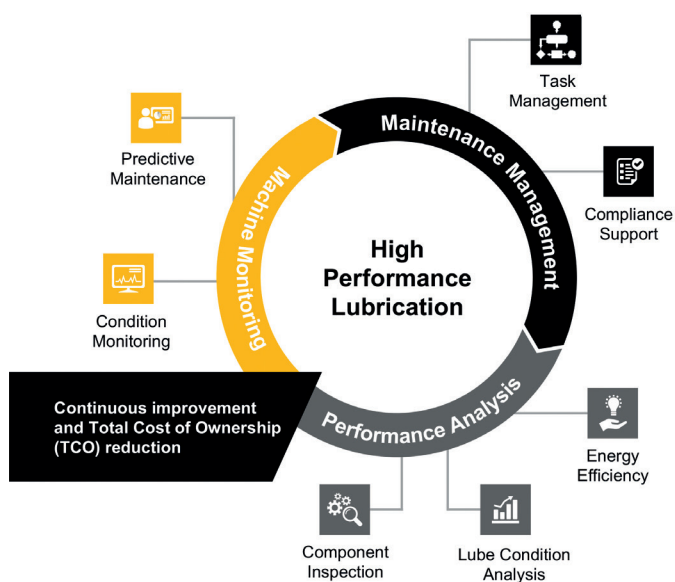 Task
Management
Maintenance Management
Predictive
Maintenance
Compliance
Support
Machine Monitoring
High
Performance
Lubrication
Condition
Monitoring
Continuous improvement
and Total Cost of Ownership
(TCO) reduction
Performance Analysis
Energy
Efficiency
Component
Inspection
Lube Condition
Analysis